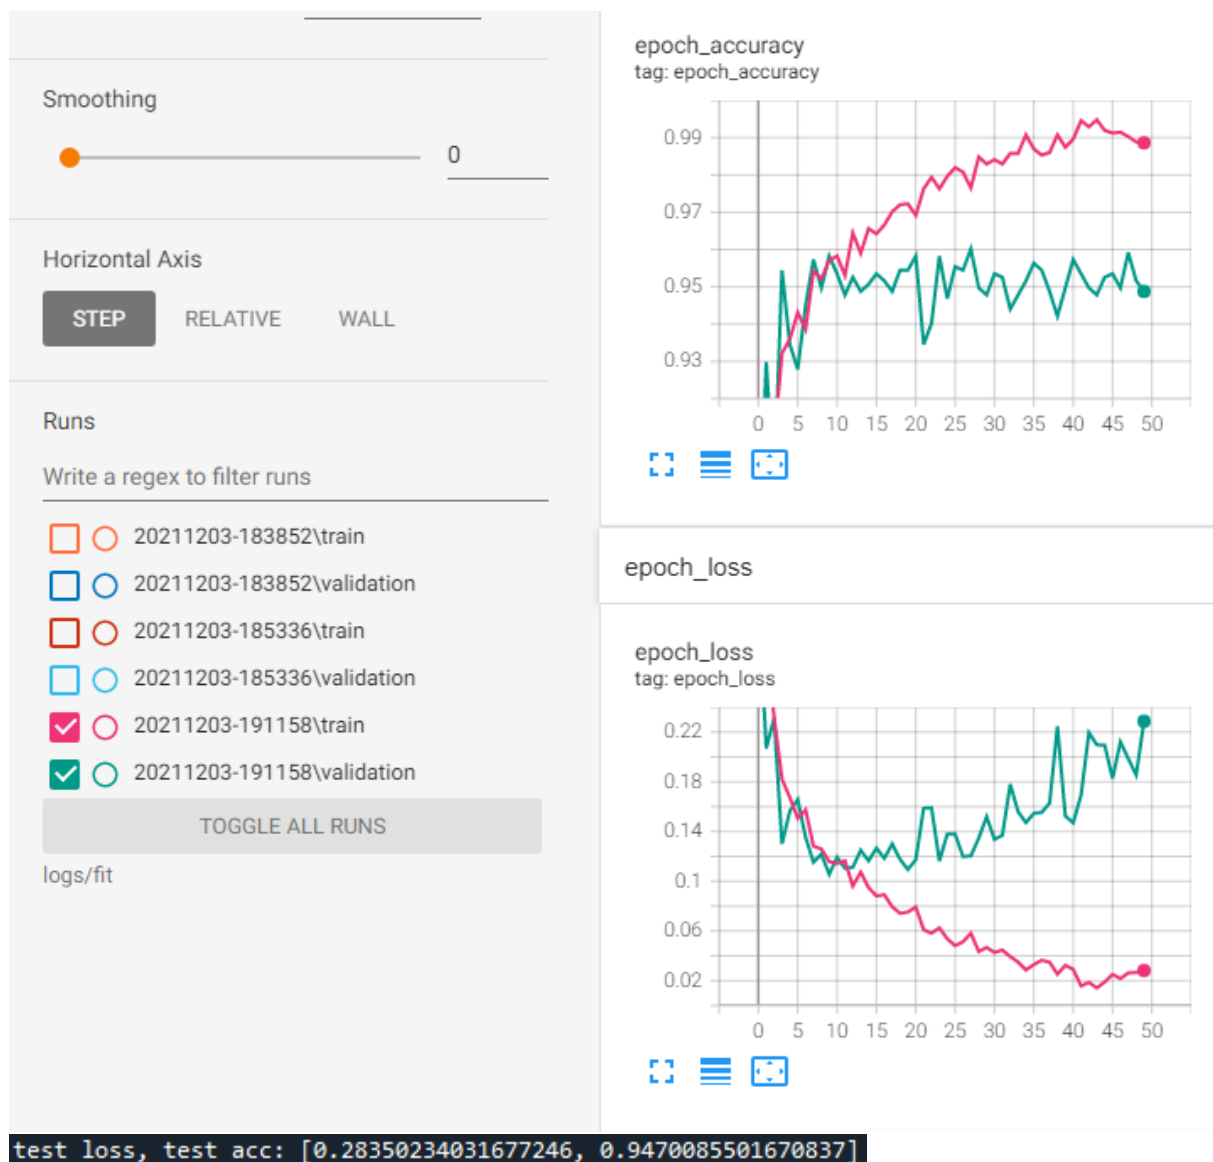 Smoothing
0
Horizontal Axis
STEP RELATIVE WALL
Runs
Write a regex to filter runs
20211203-183852\train
20211203-183852\validation
20211203-185336\train
20211203-185336\validation
20211203-191158\train
20211203-191158\validation
TOGGLE ALL RUNS
logs/fit
epoch_accuracy
tag: epoch_accuracy
0.99
0.97
0.95
0.93
0 5 10 15 20 25 30 35 40 45 50
epoch_loss
epoch_loss
tag: epoch_loss
0.22
0.18
0.14
0.1
0.06
0.02
0 5 10 15 20 25 30 35 40 45 50
test loss, test acc: [0.28350234031677246, 0.9470085501670837]